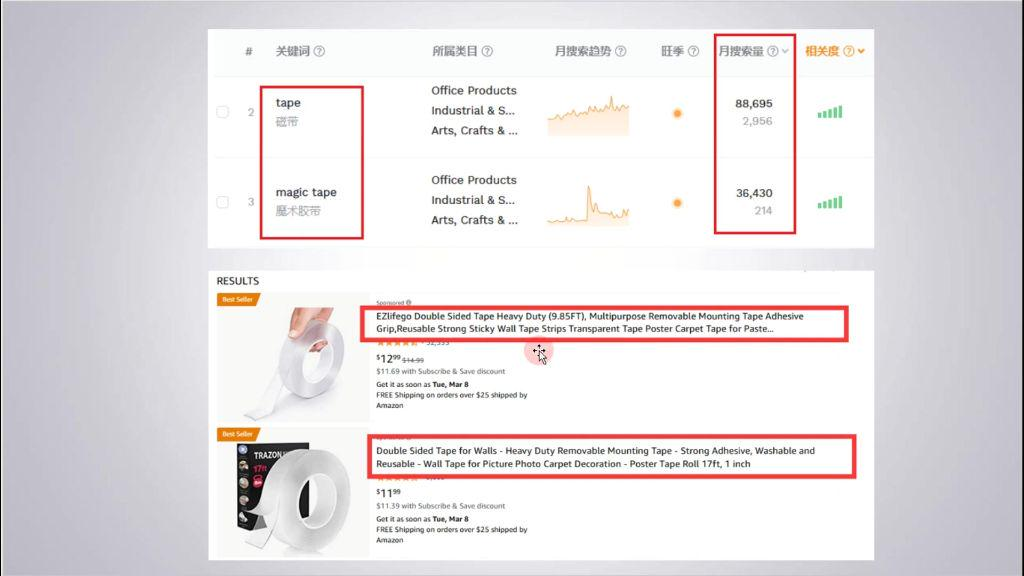 # 关键词 所属类目 月搜索趋势 旺季 月搜索量 相关度
2 tape 磁带 Office Products Industrial & S... Arts, Crafts & ... 88,695 2,956
3 magic tape 魔术胶带 Office Products Industrial & S... Arts, Crafts & ... 36,430 214
RESULTS
Best Seller
Sponsored
EZlifego Double Sided Tape Heavy Duty (9.85FT), Multipurpose Removable Mounting Tape Adhesive
Grip,Reusable Strong Sticky Wall Tape Strips Transparent Tape Poster Carpet Tape for Paste...
$12.99 $14.99
$11.69 with Subscribe & Save discount
Get it as soon as Tue, Mar 8
FREE Shipping on orders over $25 shipped by
Amazon
Best Seller
TRAZON
17ft
Double Sided Tape for Walls - Heavy Duty Removable Mounting Tape - Strong Adhesive, Washable and
Reusable - Wall Tape for Picture Photo Carpet Decoration - Poster Tape Roll 17ft, 1 inch
$11.99
$11.39 with Subscribe & Save discount
Get it as soon as Tue, Mar 8
FREE Shipping on orders over $25 shipped by
Amazon